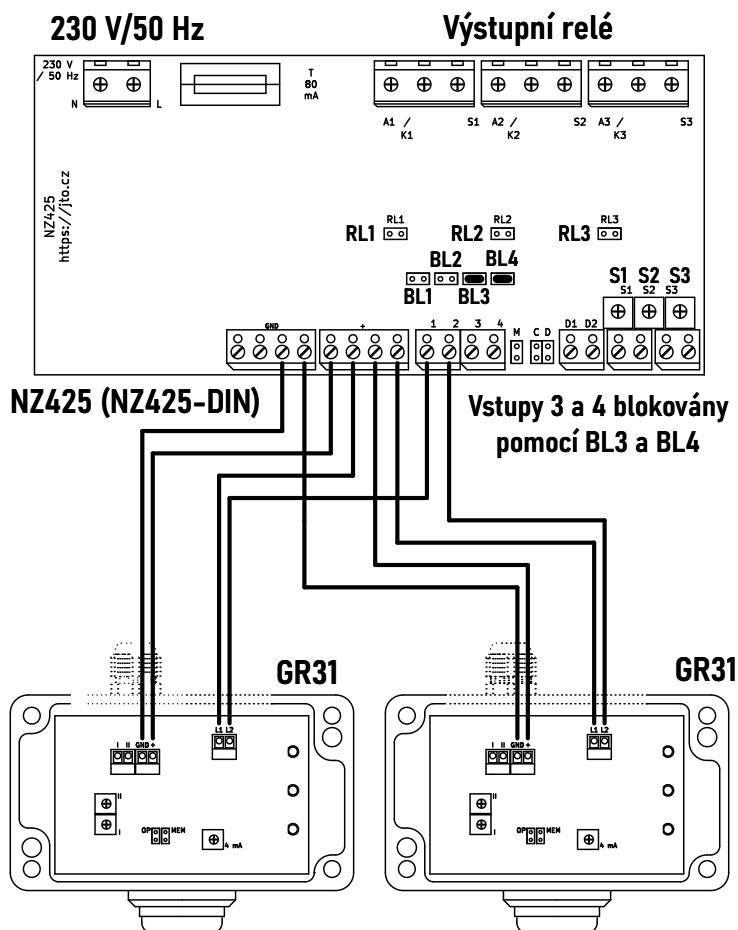 230 V/50 Hz
Výstupní relé
230 V
/ 50 Hz
N
L
T
80
mA
A1 /
K1
S1
A2 /
K2
S2
A3 /
K3
S3
NZ425
https://jto.cz
RL1
RL1
RL2
RL2
RL3
RL3
BL2
BL4
BL1
BL3
S1
S2
S3
S1
S2
S3
GND
+
1
2
3
4
M
C
D
D1
D2
NZ425 (NZ425-DIN)
Vstupy 3 a 4 blokovány
pomocí BL3 a BL4
GR31
GR31
I II GND +
L1 L2
II
I
OP
MEM
4 mA
I II GND +
L1 L2
II
I
OP
MEM
4 mA